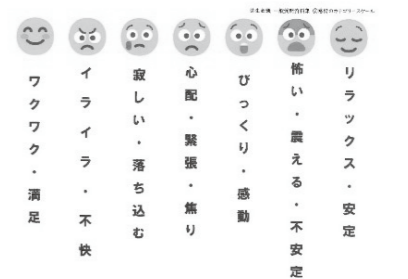 リラックス・安定
怖い・震える・不安定
びっくり・感動
心配・緊張・焦り
寂しい・落ち込む
イライラ・不快
ワクワク・満足